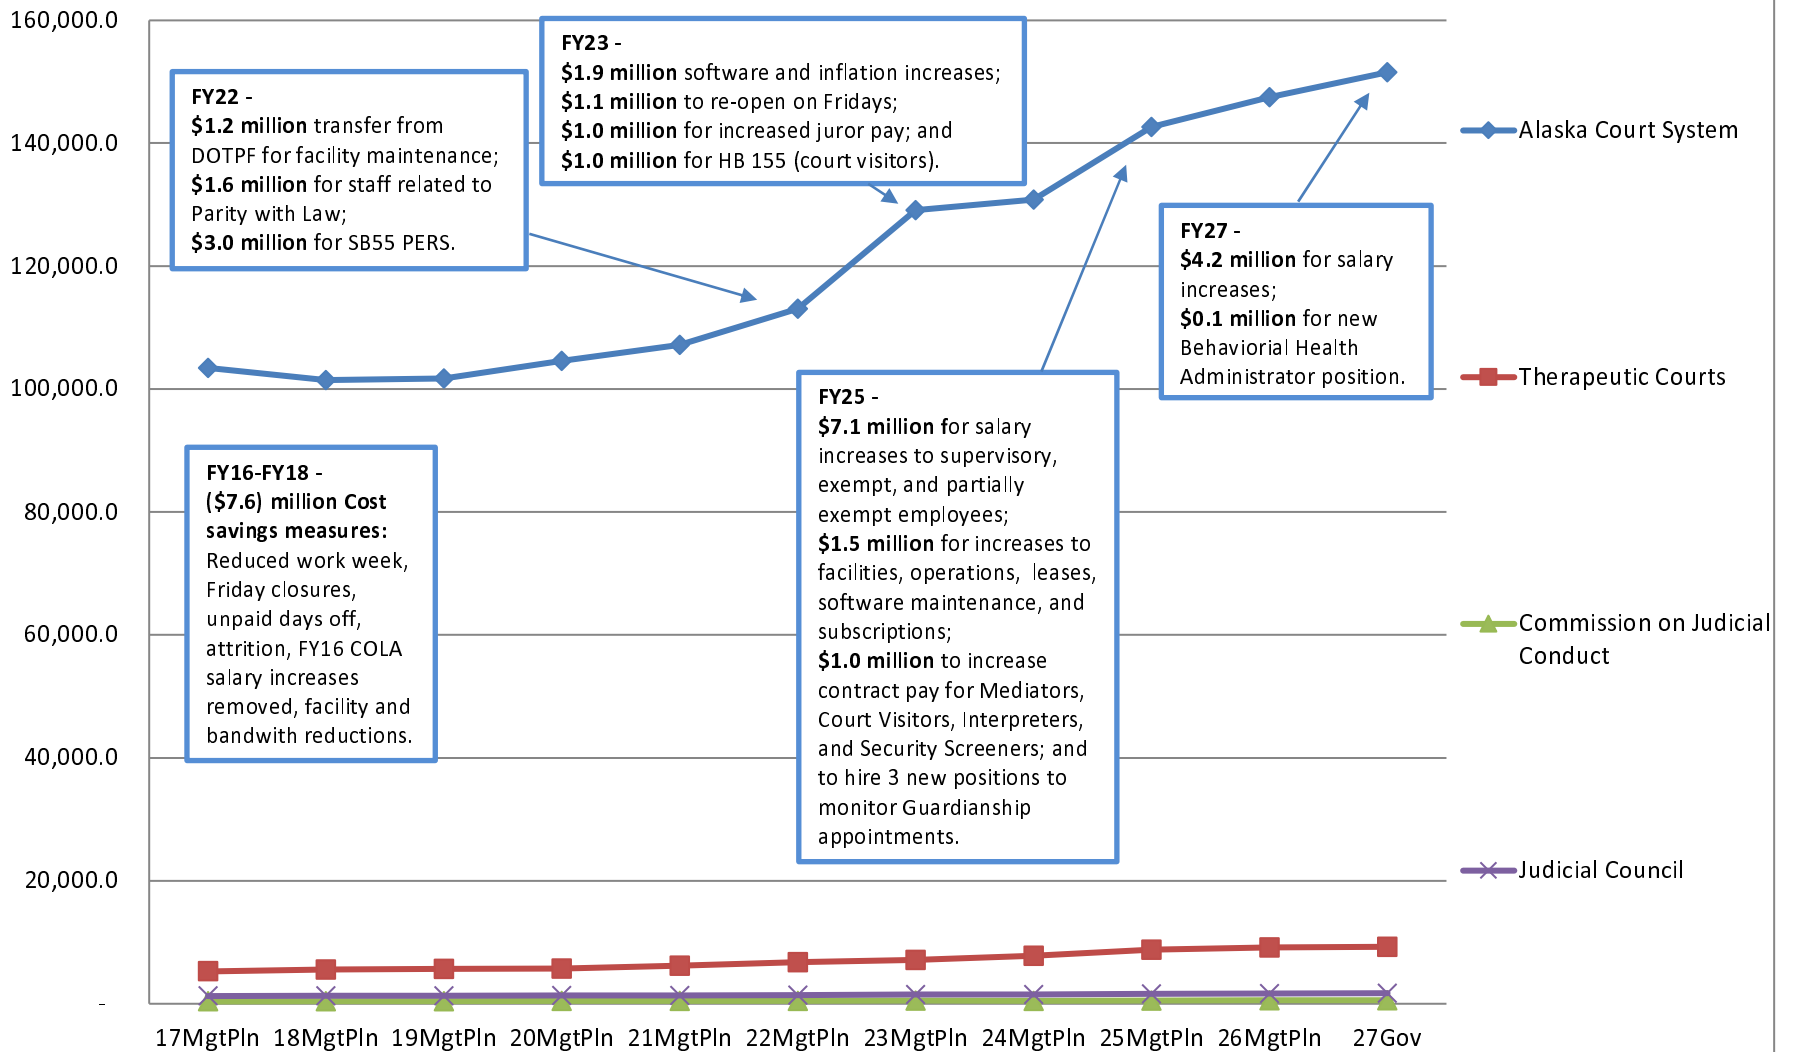 160,000.0
140,000.0
120,000.0
100,000.0
80,000.0
60,000.0
40,000.0
20,000.0
-
FY22 -
$1.2 million transfer from
DOTPF for facility maintenance;
$1.6 million for staff related to
Parity with Law;
$3.0 million for SB55 PERS.
FY23 -
$1.9 million software and inflation increases;
$1.1 million to re-open on Fridays;
$1.0 million for increased juror pay; and
$1.0 million for HB 155 (court visitors).
FY27 -
$4.2 million for salary
increases;
$0.1 million for new
Behaviorial Health
Administrator position.
FY16-FY18 -
($7.6) million Cost
savings measures:
Reduced work week,
Friday closures,
unpaid days off,
attrition, FY16 COLA
salary increases
removed, facility and
bandwith reductions.
FY25 -
$7.1 million for salary
increases to supervisory,
exempt, and partially
exempt employees;
$1.5 million for increases to
facilities, operations,  leases,
software maintenance, and
subscriptions;
$1.0 million to increase
contract pay for Mediators,
Court Visitors, Interpreters,
and Security Screeners; and
to hire 3 new positions to
monitor Guardianship
appointments.
Alaska Court System
Therapeutic Courts
Commission on Judicial
Conduct
Judicial Council
17MgtPln 18MgtPln 19MgtPln 20MgtPln 21MgtPln 22MgtPln 23MgtPln 24MgtPln 25MgtPln 26MgtPln 27Gov